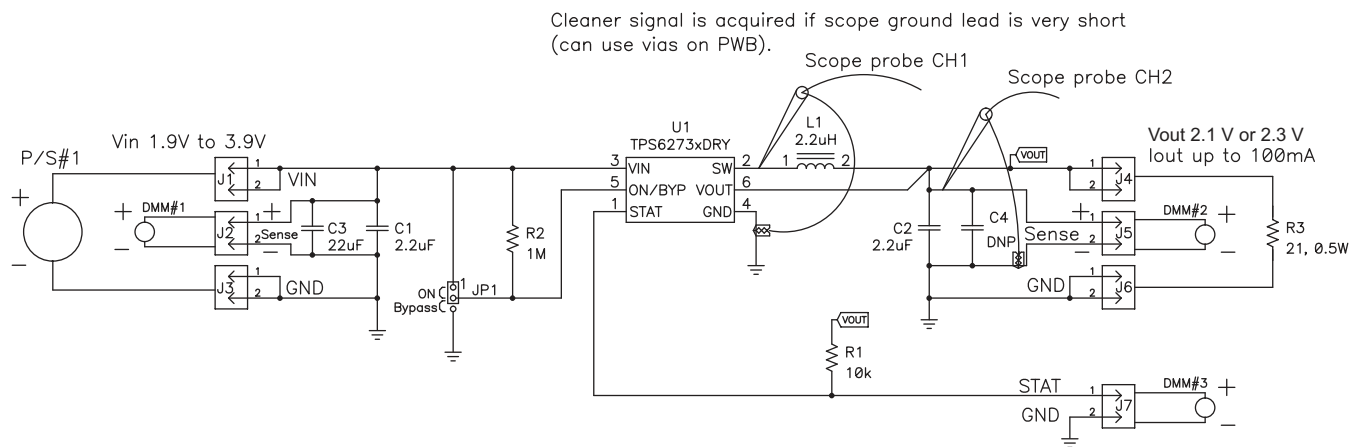 Cleaner signal is acquired if scope ground lead is very short
(can use vias on PWB).
Scope probe CH1
Scope probe CH2
P/S#1
+
−
Vin 1.9V to 3.9V
J1
1
2
VIN
DMM#1
+
−
J2
1
2
+
Sense
−
J3
1
2
GND
C3
22uF
C1
2.2uF
ON
Bypass
1
JP1
R2
1M
U1
TPS6273xDRY
3 VIN
5 ON/BYP
1 STAT
SW 2
VOUT 6
GND 4
L1
2.2uH
1
2
C2
2.2uF
C4
DNP
VOUT
Vout 2.1 V or 2.3 V
Iout up to 100mA
1
2
J4
+
Sense
−
1
2
J5
DMM#2
+
−
GND
1
2
J6
R3
21, 0.5W
VOUT
R1
10k
STAT
GND
1
2
J7
DMM#3
+
−